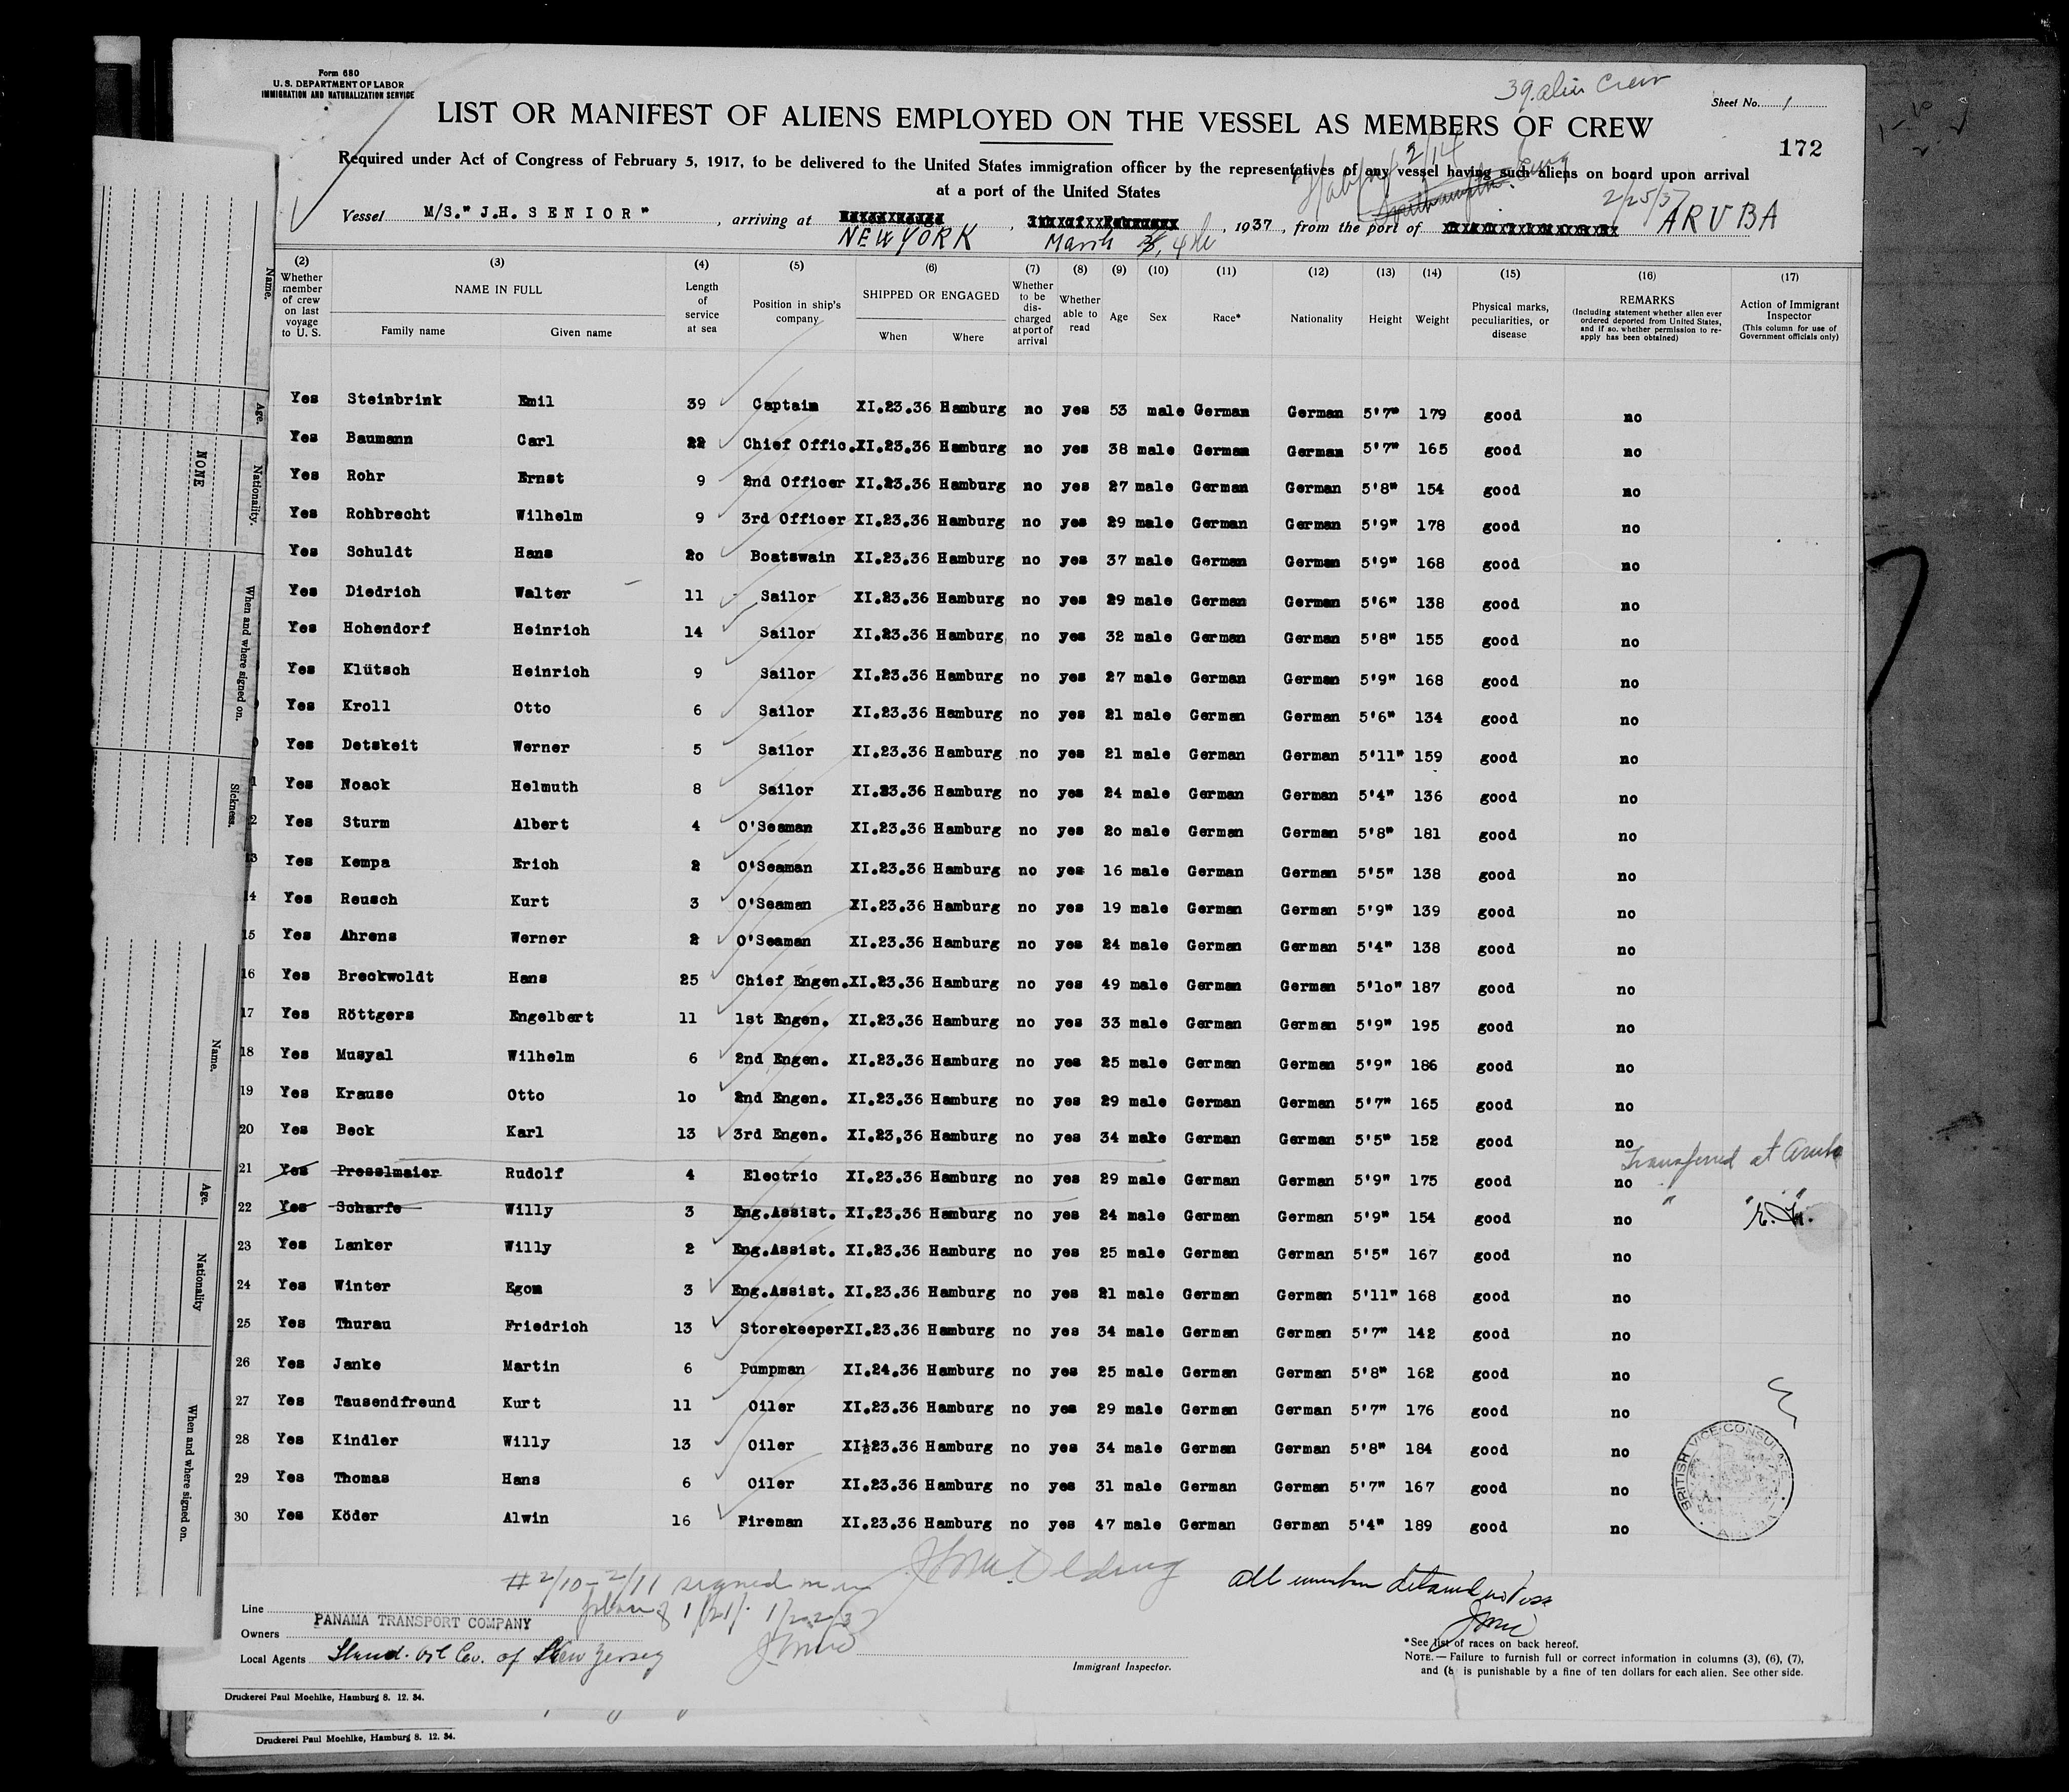 Form 680
U. S. DEPARTMENT OF LABOR
IMMIGRATION AND NATURALIZATION SERVICE
39 alien Crew
Sheet No. 1
LIST OR MANIFEST OF ALIENS EMPLOYED ON THE VESSEL AS MEMBERS OF CREW
172
Required under Act of Congress of February 5, 1917, to be delivered to the United States immigration officer by the representatives of any vessel having such aliens on board upon arrival
at a port of the United States
2/14
2/25/37
Vessel M/S." J.H. S E N I O R " , arriving at NEW YORK , March 4th , 1937 , from the port of ARUBA
(2) Whether member of crew on last voyage to U. S.
(3) NAME IN FULL Family name Given name
(4) Length of service at sea
(5) Position in ship's company
(6) SHIPPED OR ENGAGED When Where
(7) Whether to be discharged at port of arrival
(8) Whether able to read
(9) Age
(10) Sex
(11) Race*
(12) Nationality
(13) Height
(14) Weight
(15) Physical marks, peculiarities, or disease
(16) REMARKS (Including statement whether alien ever ordered deported from United States, and if so, whether permission to reapply has been obtained)
(17) Action of Immigrant Inspector (This column for use of Government officials only)
Yes Steinbrink Emil 39 Captain XI.23.36 Hamburg no yes 53 male German German 5'7" 179 good no
Yes Baumann Carl 22 Chief Offic. XI.23.36 Hamburg no yes 38 male German German 5'7" 165 good no
Yes Rohr Ernst 9 2nd Officer XI.23.36 Hamburg no yes 27 male German German 5'8" 154 good no
Yes Rohbrecht Wilhelm 9 3rd Officer XI.23.36 Hamburg no yes 29 male German German 5'9" 178 good no
Yes Schuldt Hans 20 Boatswain XI.23.36 Hamburg no yes 37 male German German 5'9" 168 good no
Yes Diedrich Walter 11 Sailor XI.23.36 Hamburg no yes 29 male German German 5'6" 138 good no
Yes Hohendorf Heinrich 14 Sailor XI.23.36 Hamburg no yes 32 male German German 5'8" 155 good no
Yes Klütsch Heinrich 9 Sailor XI.23.36 Hamburg no yes 27 male German German 5'9" 168 good no
Yes Kroll Otto 6 Sailor XI.23.36 Hamburg no yes 21 male German German 5'6" 134 good no
Yes Detskeit Werner 5 Sailor XI.23.36 Hamburg no yes 21 male German German 5'11" 159 good no
1 Yes Noack Helmuth 8 Sailor XI.23.36 Hamburg no yes 24 male German German 5'4" 136 good no
2 Yes Sturm Albert 4 O'Seaman XI.23.36 Hamburg no yes 20 male German German 5'8" 181 good no
13 Yes Kempa Erich 2 O'Seaman XI.23.36 Hamburg no yes 16 male German German 5'5" 138 good no
14 Yes Reusch Kurt 3 O'Seaman XI.23.36 Hamburg no yes 19 male German German 5'9" 139 good no
15 Yes Ahrens Werner 2 O'Seaman XI.23.36 Hamburg no yes 24 male German German 5'4" 138 good no
16 Yes Breckwoldt Hans 25 Chief Engen. XI.23.36 Hamburg no yes 49 male German German 5'10" 187 good no
17 Yes Röttgers Engelbert 11 1st Engen. XI.23.36 Hamburg no yes 33 male German German 5'9" 195 good no
18 Yes Musyal Wilhelm 6 2nd Engen. XI.23.36 Hamburg no yes 25 male German German 5'9" 186 good no
19 Yes Krause Otto 10 2nd Engen. XI.23.36 Hamburg no yes 29 male German German 5'7" 165 good no
20 Yes Beck Karl 13 3rd Engen. XI.23,36 Hamburg no yes 34 make German German 5'5" 152 good no
21 Yes Presslmaier Rudolf 4 Electric XI.23.36 Hamburg no yes 29 male German German 5'9" 175 good no Transferred at Aruba
22 Yes Scharfe Willy 3 Eng.Assist. XI.23.36 Hamburg no yes 24 male German German 5'9" 154 good no " " "
23 Yes Lanker Willy 2 Eng.Assist. XI.23.36 Hamburg no yes 25 male German German 5'5" 167 good no
24 Yes Winter Egon 3 Eng.Assist. XI.23.36 Hamburg no yes 21 male German German 5'11" 168 good no
25 Yes Thurau Friedrich 13 Storekeeper XI.23.36 Hamburg no yes 34 male German German 5'7" 142 good no
26 Yes Janke Martin 6 Pumpman XI.24.36 Hamburg no yes 25 male German German 5'8" 162 good no
27 Yes Tausendfreund Kurt 11 Oiler XI.23.36 Hamburg no yes 29 male German German 5'7" 176 good no
28 Yes Kindler Willy 13 Oiler XI.23.36 Hamburg no yes 34 male German German 5'8" 184 good no
29 Yes Thomas Hans 6 Oiler XI.23.36 Hamburg no yes 31 male German German 5'7" 167 good no
30 Yes Köder Alwin 16 Fireman XI.23.36 Hamburg no yes 47 male German German 5'4" 189 good no
BRITISH VICE-CONSULATE
# 2/10 - 2/11 signed on in
place of 1/21/. 1/22/37
All members detained
Line
Owners PANAMA TRANSPORT COMPANY
Local Agents Stand. Oil Co. of New Jersey
Immigrant Inspector.
*See list of races on back hereof.
NOTE.—Failure to furnish full or correct information in columns (3), (6), (7),
and (8 is punishable by a fine of ten dollars for each alien. See other side.
Druckerei Paul Moehlke, Hamburg 8. 12. 34.
Druckerei Paul Moehlke, Hamburg 8. 12. 34.
Name.
Age.
Nationality.
NONE
When and where signed on.
Sickness.
Name.
Age.
Nationality
When and where signed on.